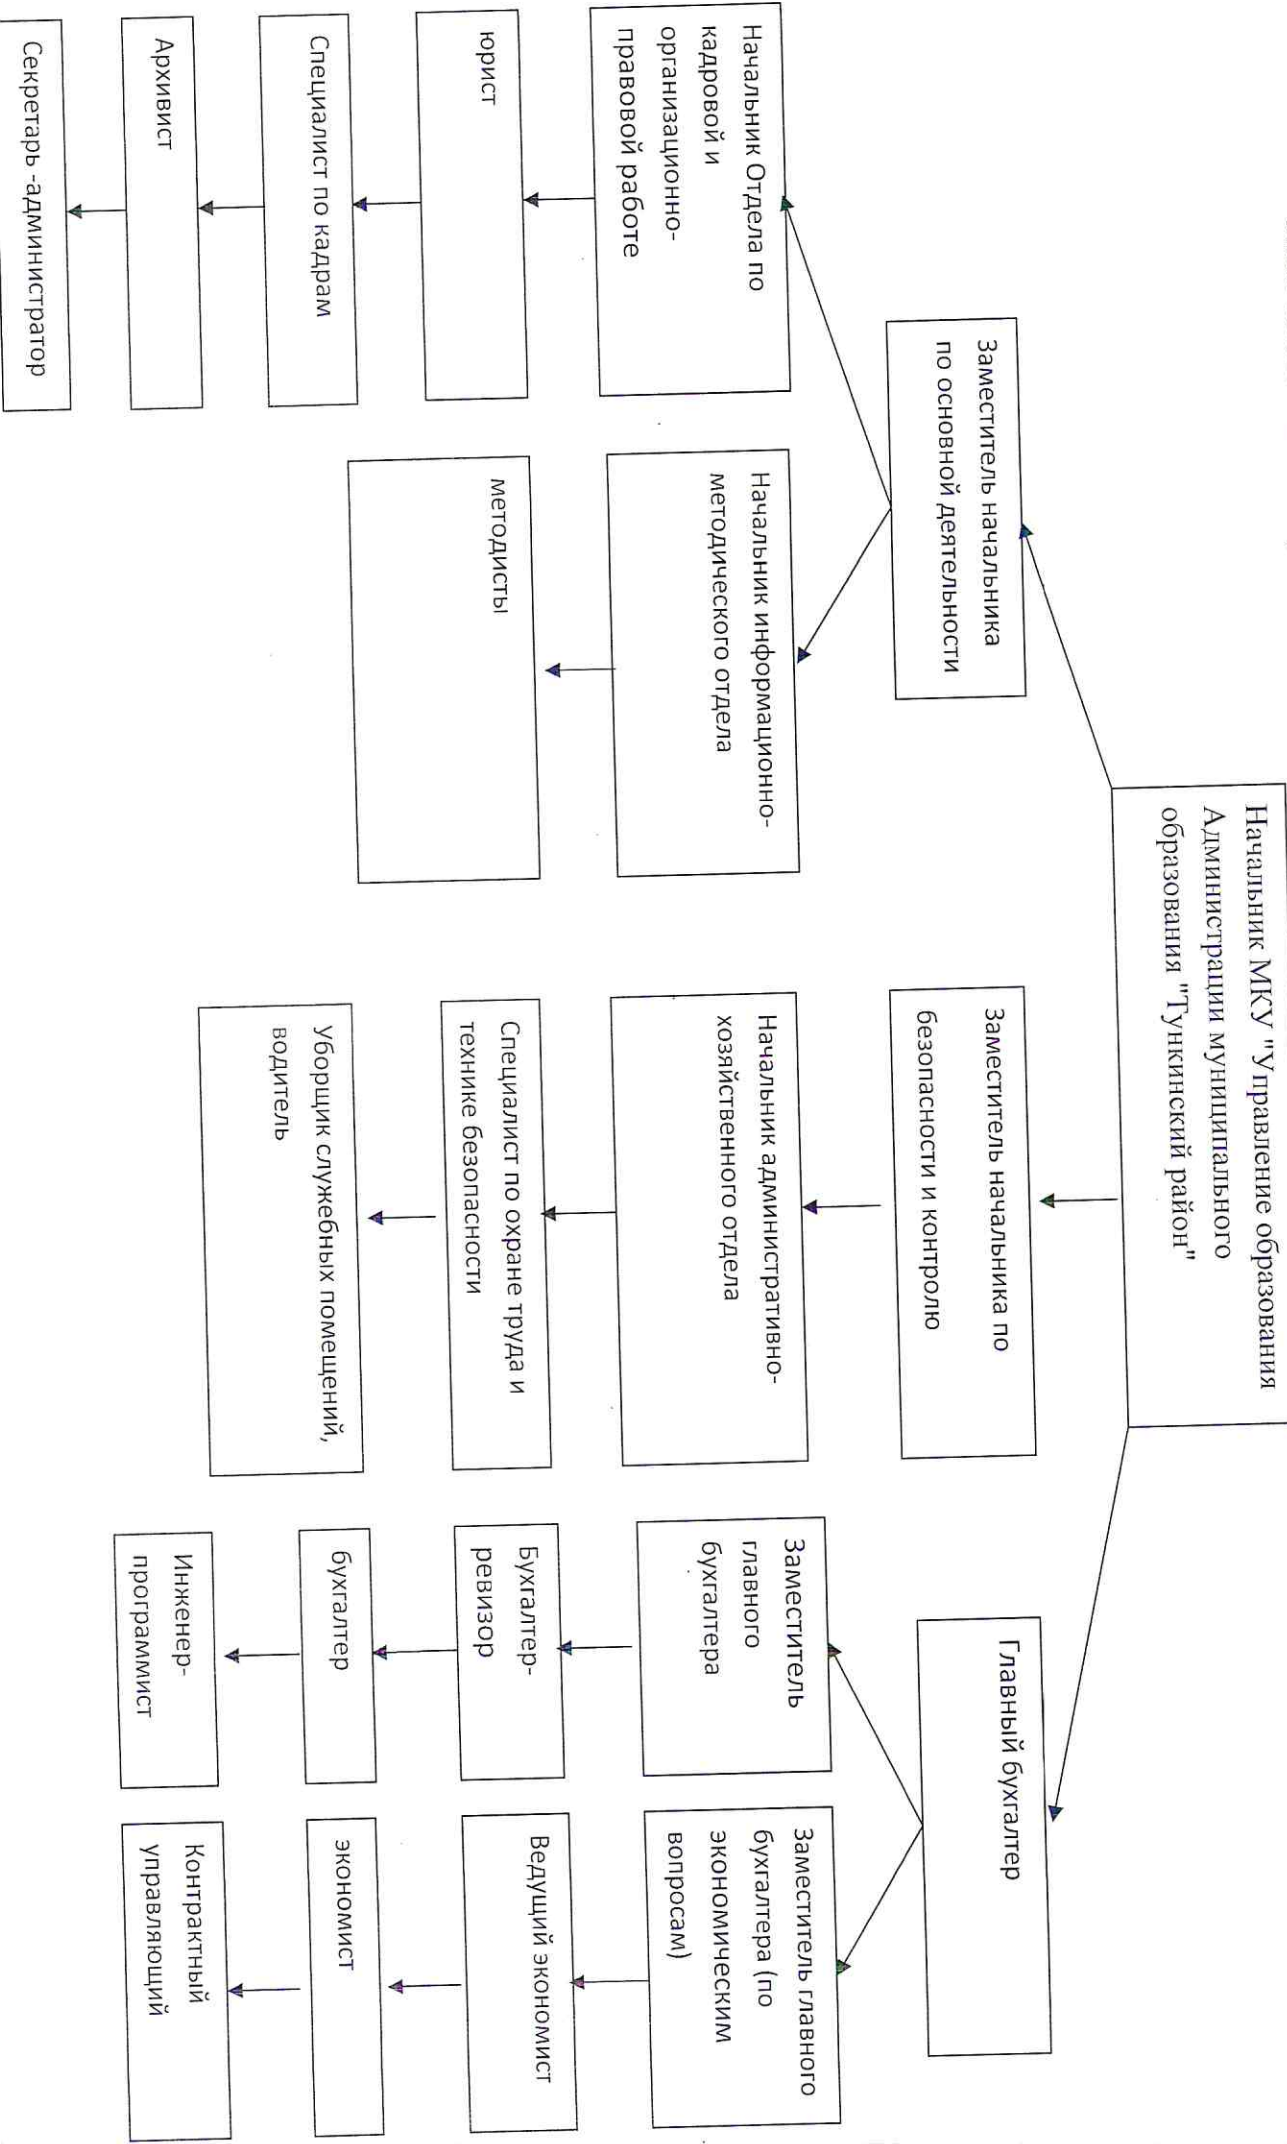 Начальник МКУ "Управление образования
Администрации муниципального
образования "Тункинский район"
Заместитель начальника
по основной деятельности
Заместитель начальника по
безопасности и контролю
Главный бухгалтер
Начальник Отдела по
кадровой и
организационно-
правовой работе
Начальник информационно-
методического отдела
Начальник административно-
хозяйственного отдела
Заместитель
главного
бухгалтера
Заместитель главного
бухгалтера (по
экономическим
вопросам)
юрист
методисты
Специалист по охране труда и
технике безопасности
Бухгалтер-
ревизор
Ведущий экономист
Специалист по кадрам
Уборщик служебных помещений,
водитель
бухгалтер
экономист
Архивист
Инженер-
программист
Контрактный
управляющий
Секретарь -администратор